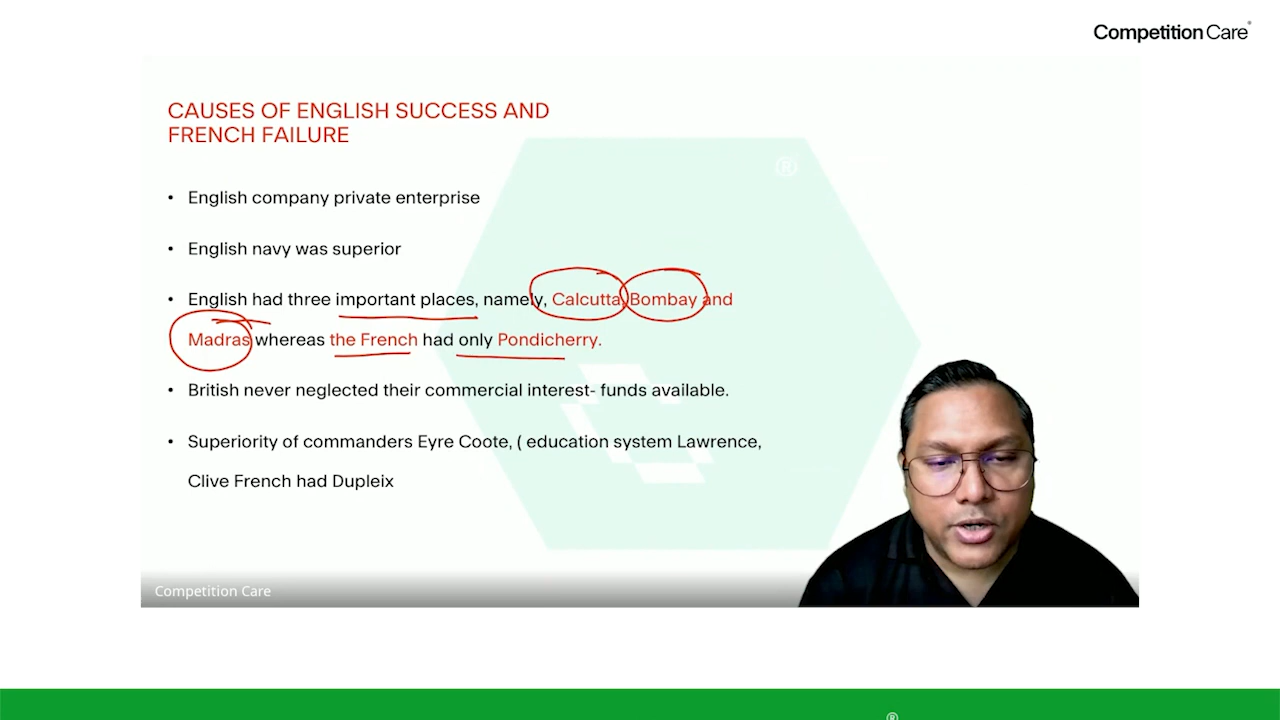 Competition Care®
CAUSES OF ENGLISH SUCCESS AND
FRENCH FAILURE
• English company private enterprise
• English navy was superior
• English had three important places, namely, Calcutta, Bombay and
Madras whereas the French had only Pondicherry.
• British never neglected their commercial interest- funds available.
• Superiority of commanders Eyre Coote, ( education system Lawrence,
Clive French had Dupleix
Competition Care
®
®